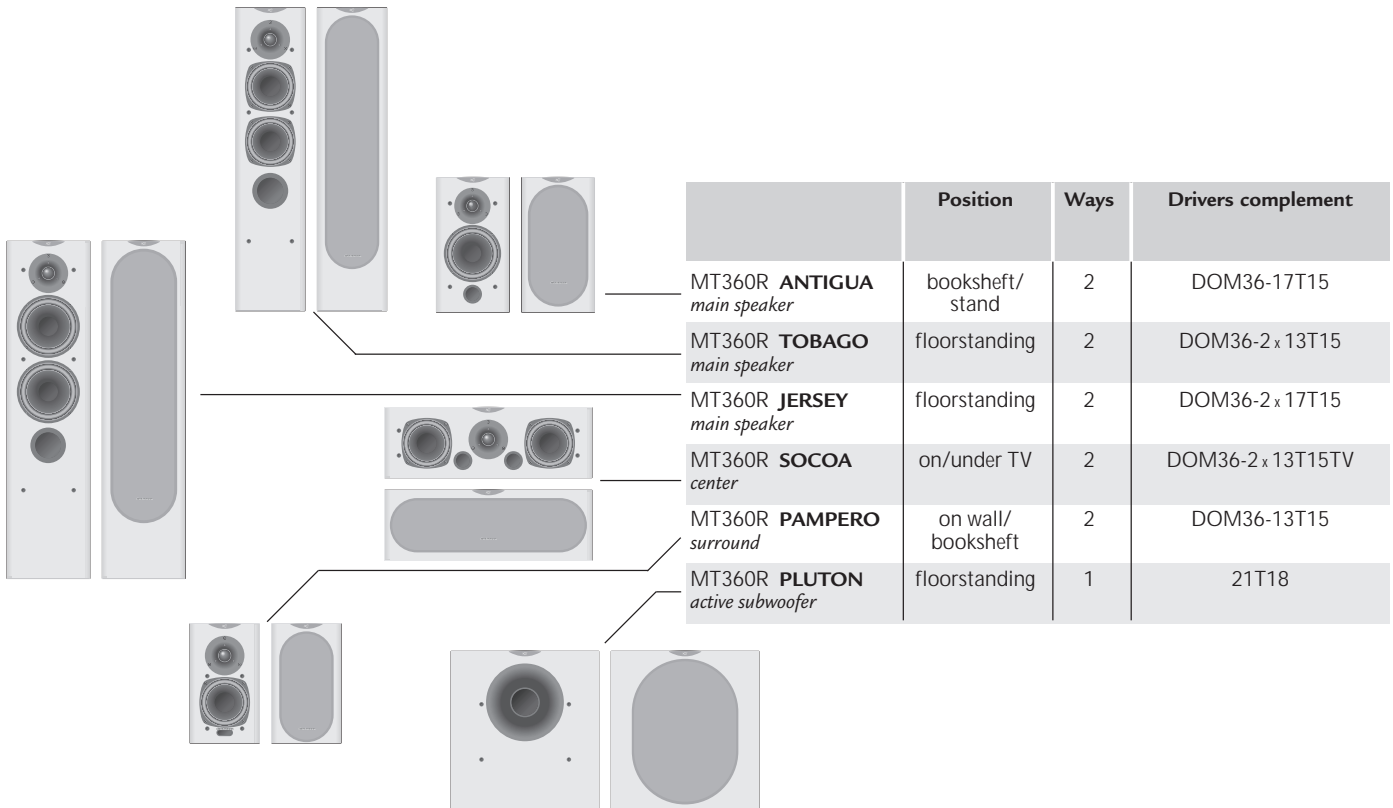 Position Ways Drivers complement
MT360R ANTIGUA booksheft/ 2 DOM36-17T15
main speaker stand
MT360R TOBAGO floorstanding 2 DOM36-2 x 13T15
main speaker
MT360R JERSEY floorstanding 2 DOM36-2 x 17T15
main speaker
MT360R SOCOA on/under TV 2 DOM36-2 x 13T15TV
center
MT360R PAMPERO on wall/ 2 DOM36-13T15
surround booksheft
MT360R PLUTON floorstanding 1 21T18
active subwoofer